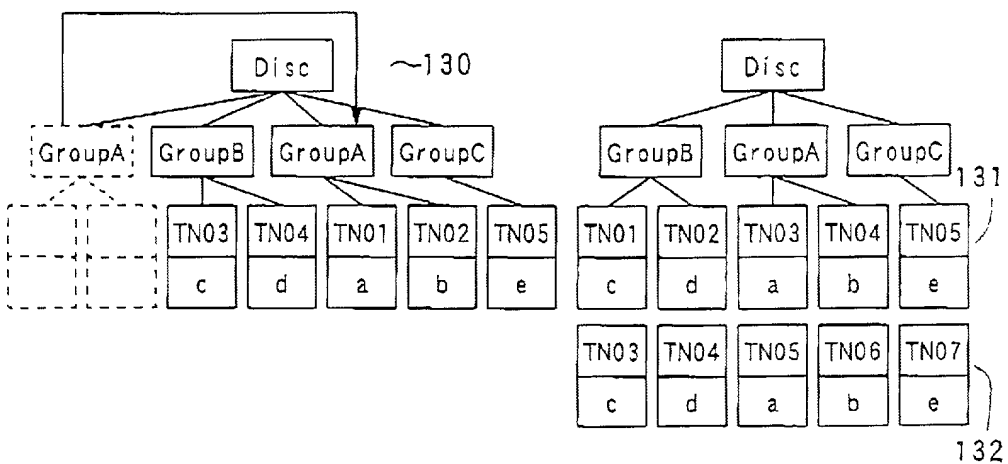 Disc
~130
GroupA GroupB GroupA GroupC
TN03 TN04 TN01 TN02 TN05
c d a b e
Disc
GroupB GroupA GroupC
131
TN01 TN02 TN03 TN04 TN05
c d a b e
TN03 TN04 TN05 TN06 TN07
c d a b e
132